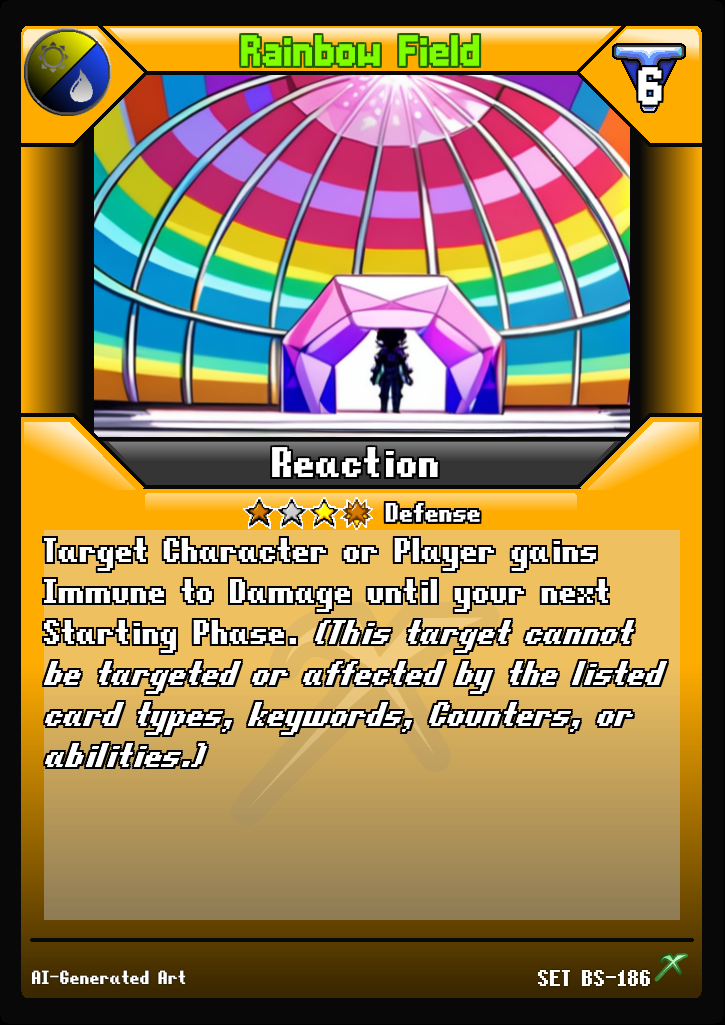 Rainbow Field
6
Reaction
Defense
Target Character or Player gains
Immune to Damage until your next
Starting Phase. (This target cannot
be targeted or affected by the listed
card types, keywords, Counters, or
abilities.)
AI-Generated Art
SET BS-186